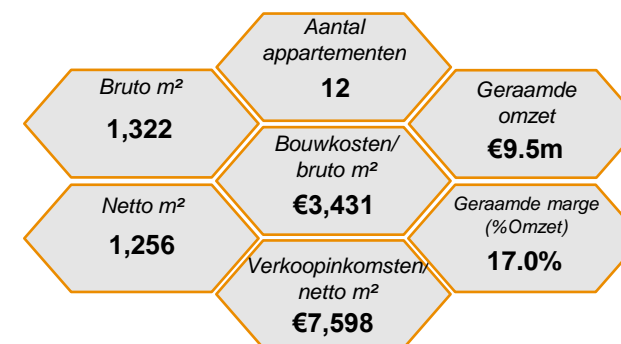 Aantal
appartementen
12
Bruto m²
1,322
Geraamde
omzet
€9.5m
Bouwkosten/
bruto m²
€3,431
Netto m²
1,256
Geraamde marge
(%Omzet)
17.0%
Verkoopinkomsten/
netto m²
€7,598